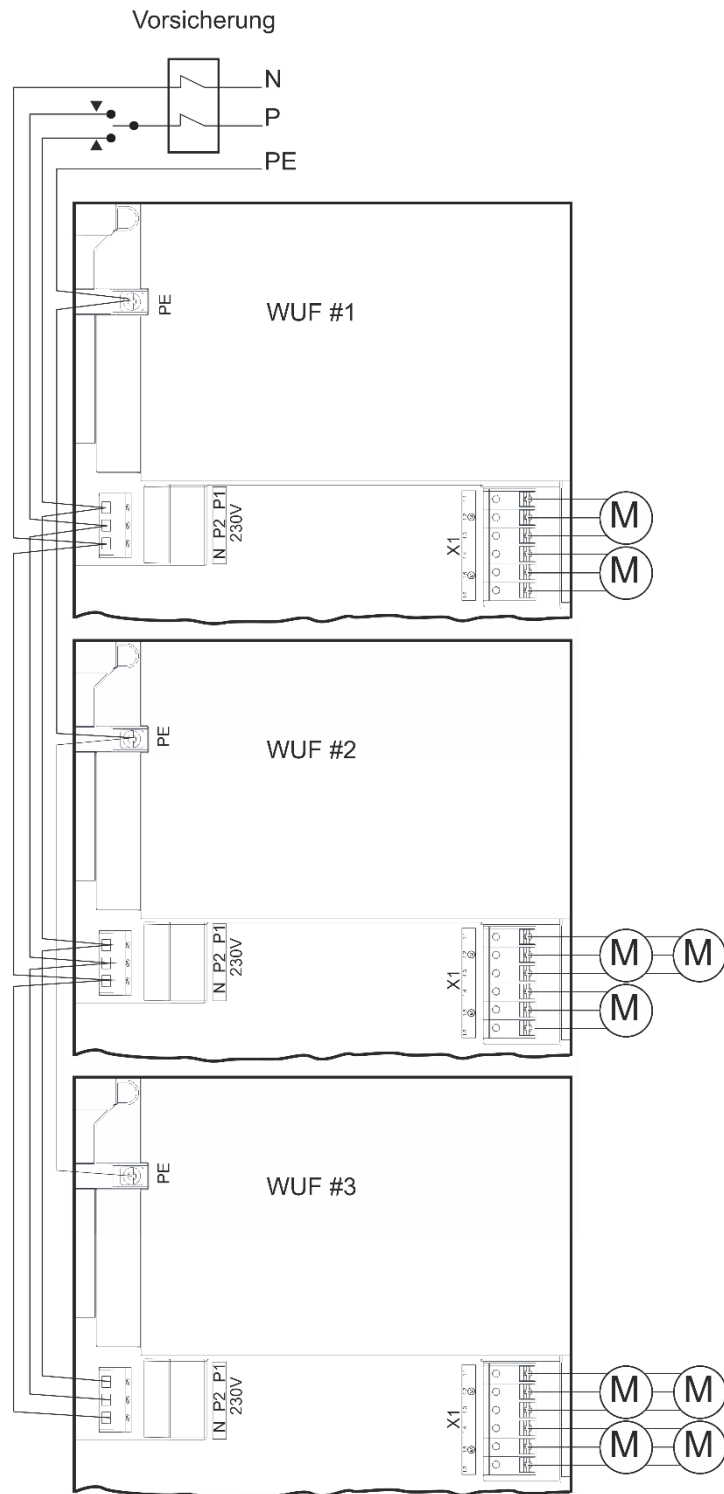 Vorsicherung
N
P
PE
PE
WUF #1
N P2 P1
230V
X1
M
M
PE
WUF #2
N P2 P1
230V
X1
M M
M
PE
WUF #3
N P2 P1
230V
X1
M M
M M